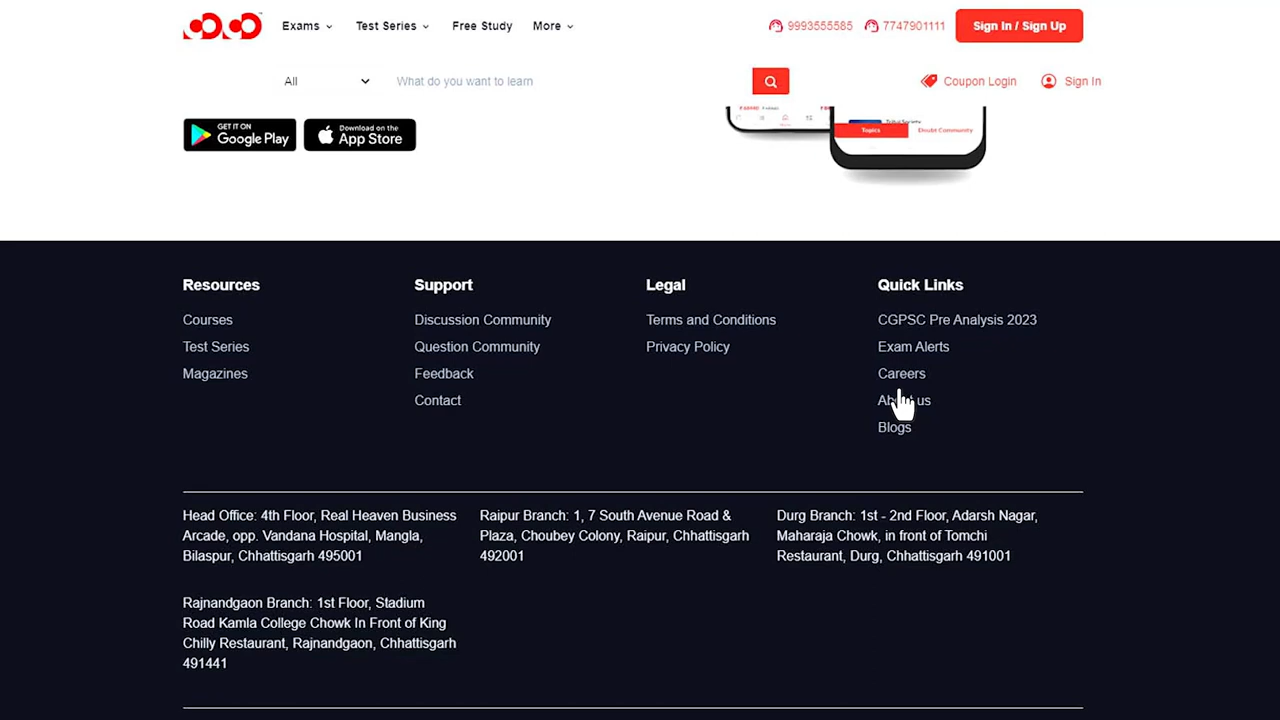 Exams
Test Series
Free Study
More
9993555585
7747901111
Sign In / Sign Up
All
What do you want to learn
Coupon Login
Sign In
GET IT ON
Google Play
Download on the
App Store
Topics
Doubt Community
Resources
Courses
Test Series
Magazines
Support
Discussion Community
Question Community
Feedback
Contact
Legal
Terms and Conditions
Privacy Policy
Quick Links
CGPSC Pre Analysis 2023
Exam Alerts
Careers
About us
Blogs
Head Office: 4th Floor, Real Heaven Business
Arcade, opp. Vandana Hospital, Mangla,
Bilaspur, Chhattisgarh 495001
Raipur Branch: 1, 7 South Avenue Road &
Plaza, Choubey Colony, Raipur, Chhattisgarh
492001
Durg Branch: 1st - 2nd Floor, Adarsh Nagar,
Maharaja Chowk, in front of Tomchi
Restaurant, Durg, Chhattisgarh 491001
Rajnandgaon Branch: 1st Floor, Stadium
Road Kamla College Chowk In Front of King
Chilly Restaurant, Rajnandgaon, Chhattisgarh
491441